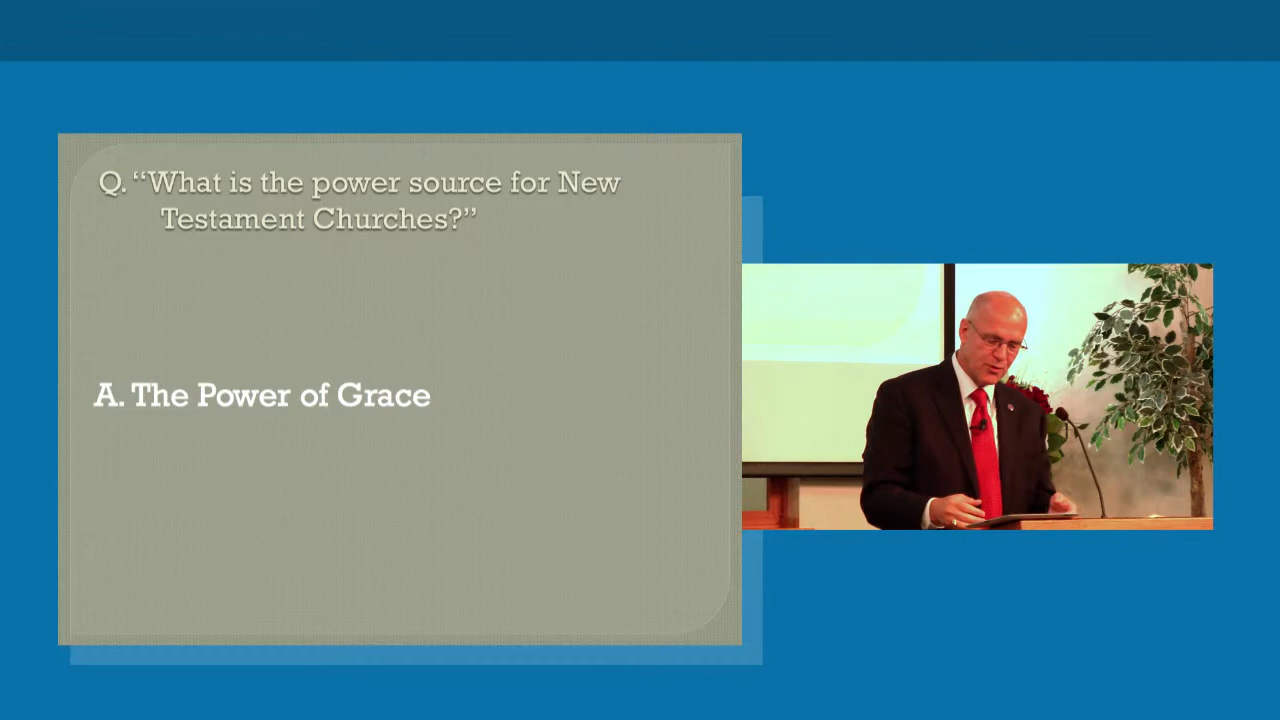 Q. “What is the power source for New
Testament Churches?”
A. The Power of Grace